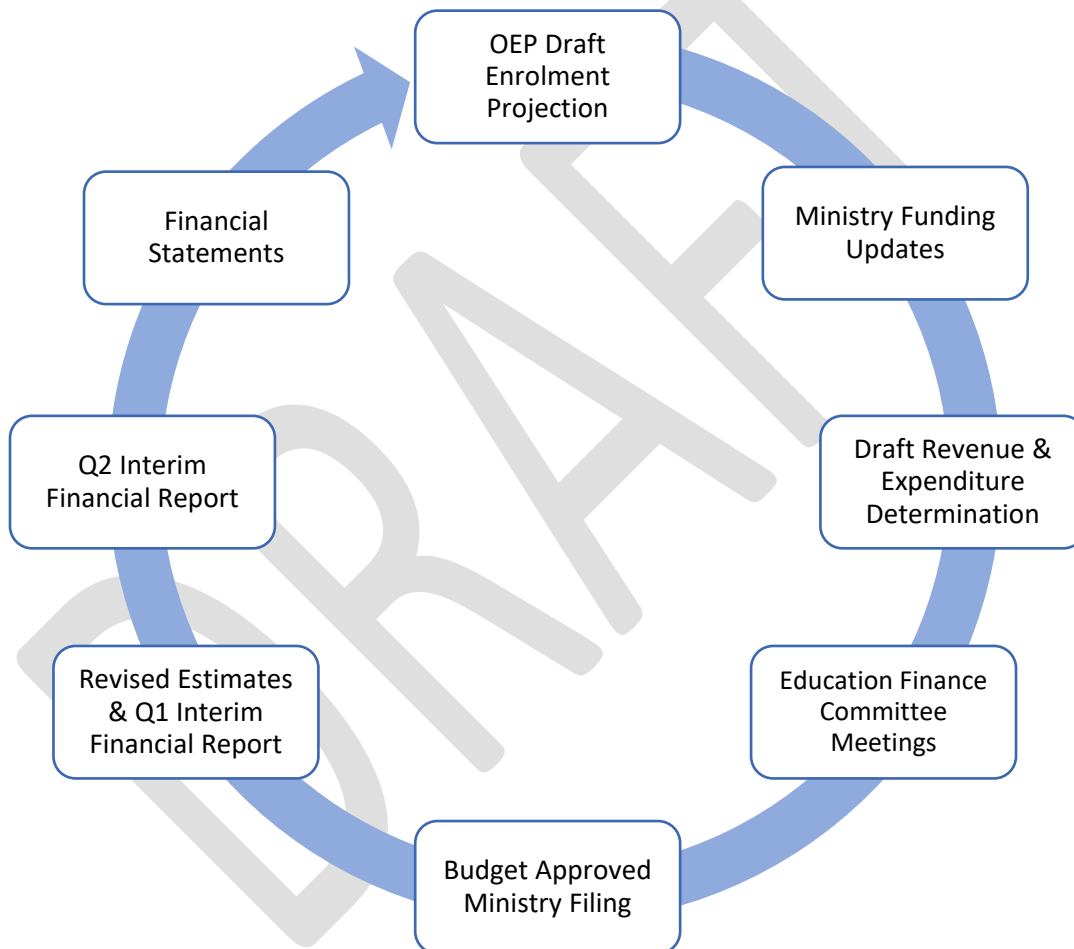 OEP Draft
Enrolment
Projection
Ministry Funding
Updates
Draft Revenue &
Expenditure
Determination
Education Finance
Committee
Meetings
Budget Approved
Ministry Filing
Revised Estimates
& Q1 Interim
Financial Report
Q2 Interim
Financial Report
Financial
Statements
DRAFT